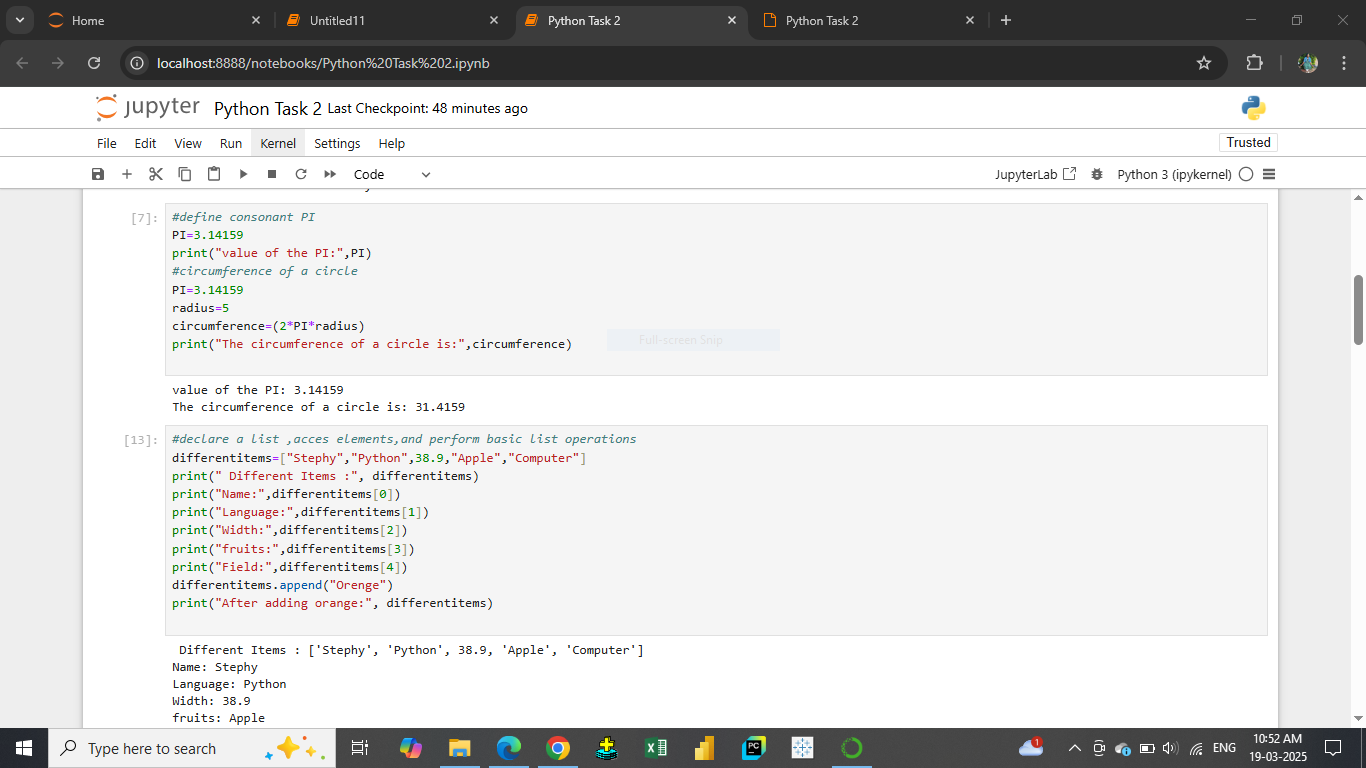 Home
Untitled11
Python Task 2
Python Task 2
localhost:8888/notebooks/Python%20Task%202.ipynb
jupyter Python Task 2 Last Checkpoint: 48 minutes ago
File Edit View Run Kernel Settings Help
Trusted
Code
JupyterLab
Python 3 (ipykernel)
[7]:
#define consonant PI
PI=3.14159
print("value of the PI:",PI)
#circumference of a circle
PI=3.14159
radius=5
circumference=(2*PI*radius)
print("The circumference of a circle is:",circumference)
Full-screen Snip
value of the PI: 3.14159
The circumference of a circle is: 31.4159
[13]:
#declare a list ,acces elements,and perform basic list operations
differentitems=["Stephy","Python",38.9,"Apple","Computer"]
print(" Different Items :", differentitems)
print("Name:",differentitems[0])
print("Language:",differentitems[1])
print("Width:",differentitems[2])
print("fruits:",differentitems[3])
print("Field:",differentitems[4])
differentitems.append("Orenge")
print("After adding orange:", differentitems)
 Different Items : ['Stephy', 'Python', 38.9, 'Apple', 'Computer']
Name: Stephy
Language: Python
Width: 38.9
fruits: Apple
Type here to search
PC
1
ENG
10:52 AM
19-03-2025